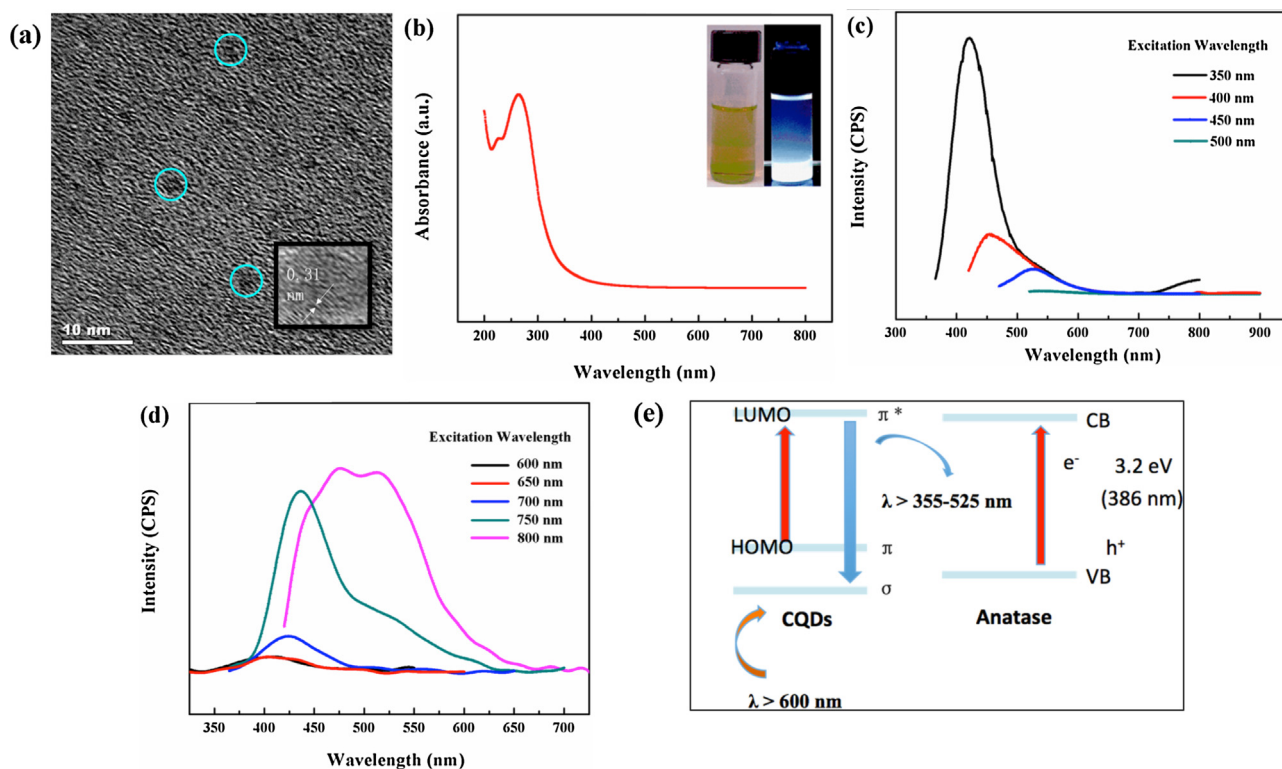 (a)
0.31
nm
10 nm
(b)
Absorbance (a.u.)
200 300 400 500 600 700 800
Wavelength (nm)
(c)
Intensity (CPS)
Excitation Wavelength
350 nm
400 nm
450 nm
500 nm
300 400 500 600 700 800 900
Wavelength (nm)
(d)
Intensity (CPS)
Excitation Wavelength
600 nm
650 nm
700 nm
750 nm
800 nm
350 400 450 500 550 600 650 700
Wavelength (nm)
(e)
LUMO π * CB
e- 3.2 eV
(386 nm)
λ > 355-525 nm
HOMO π h+
VB
σ
CQDs Anatase
λ > 600 nm